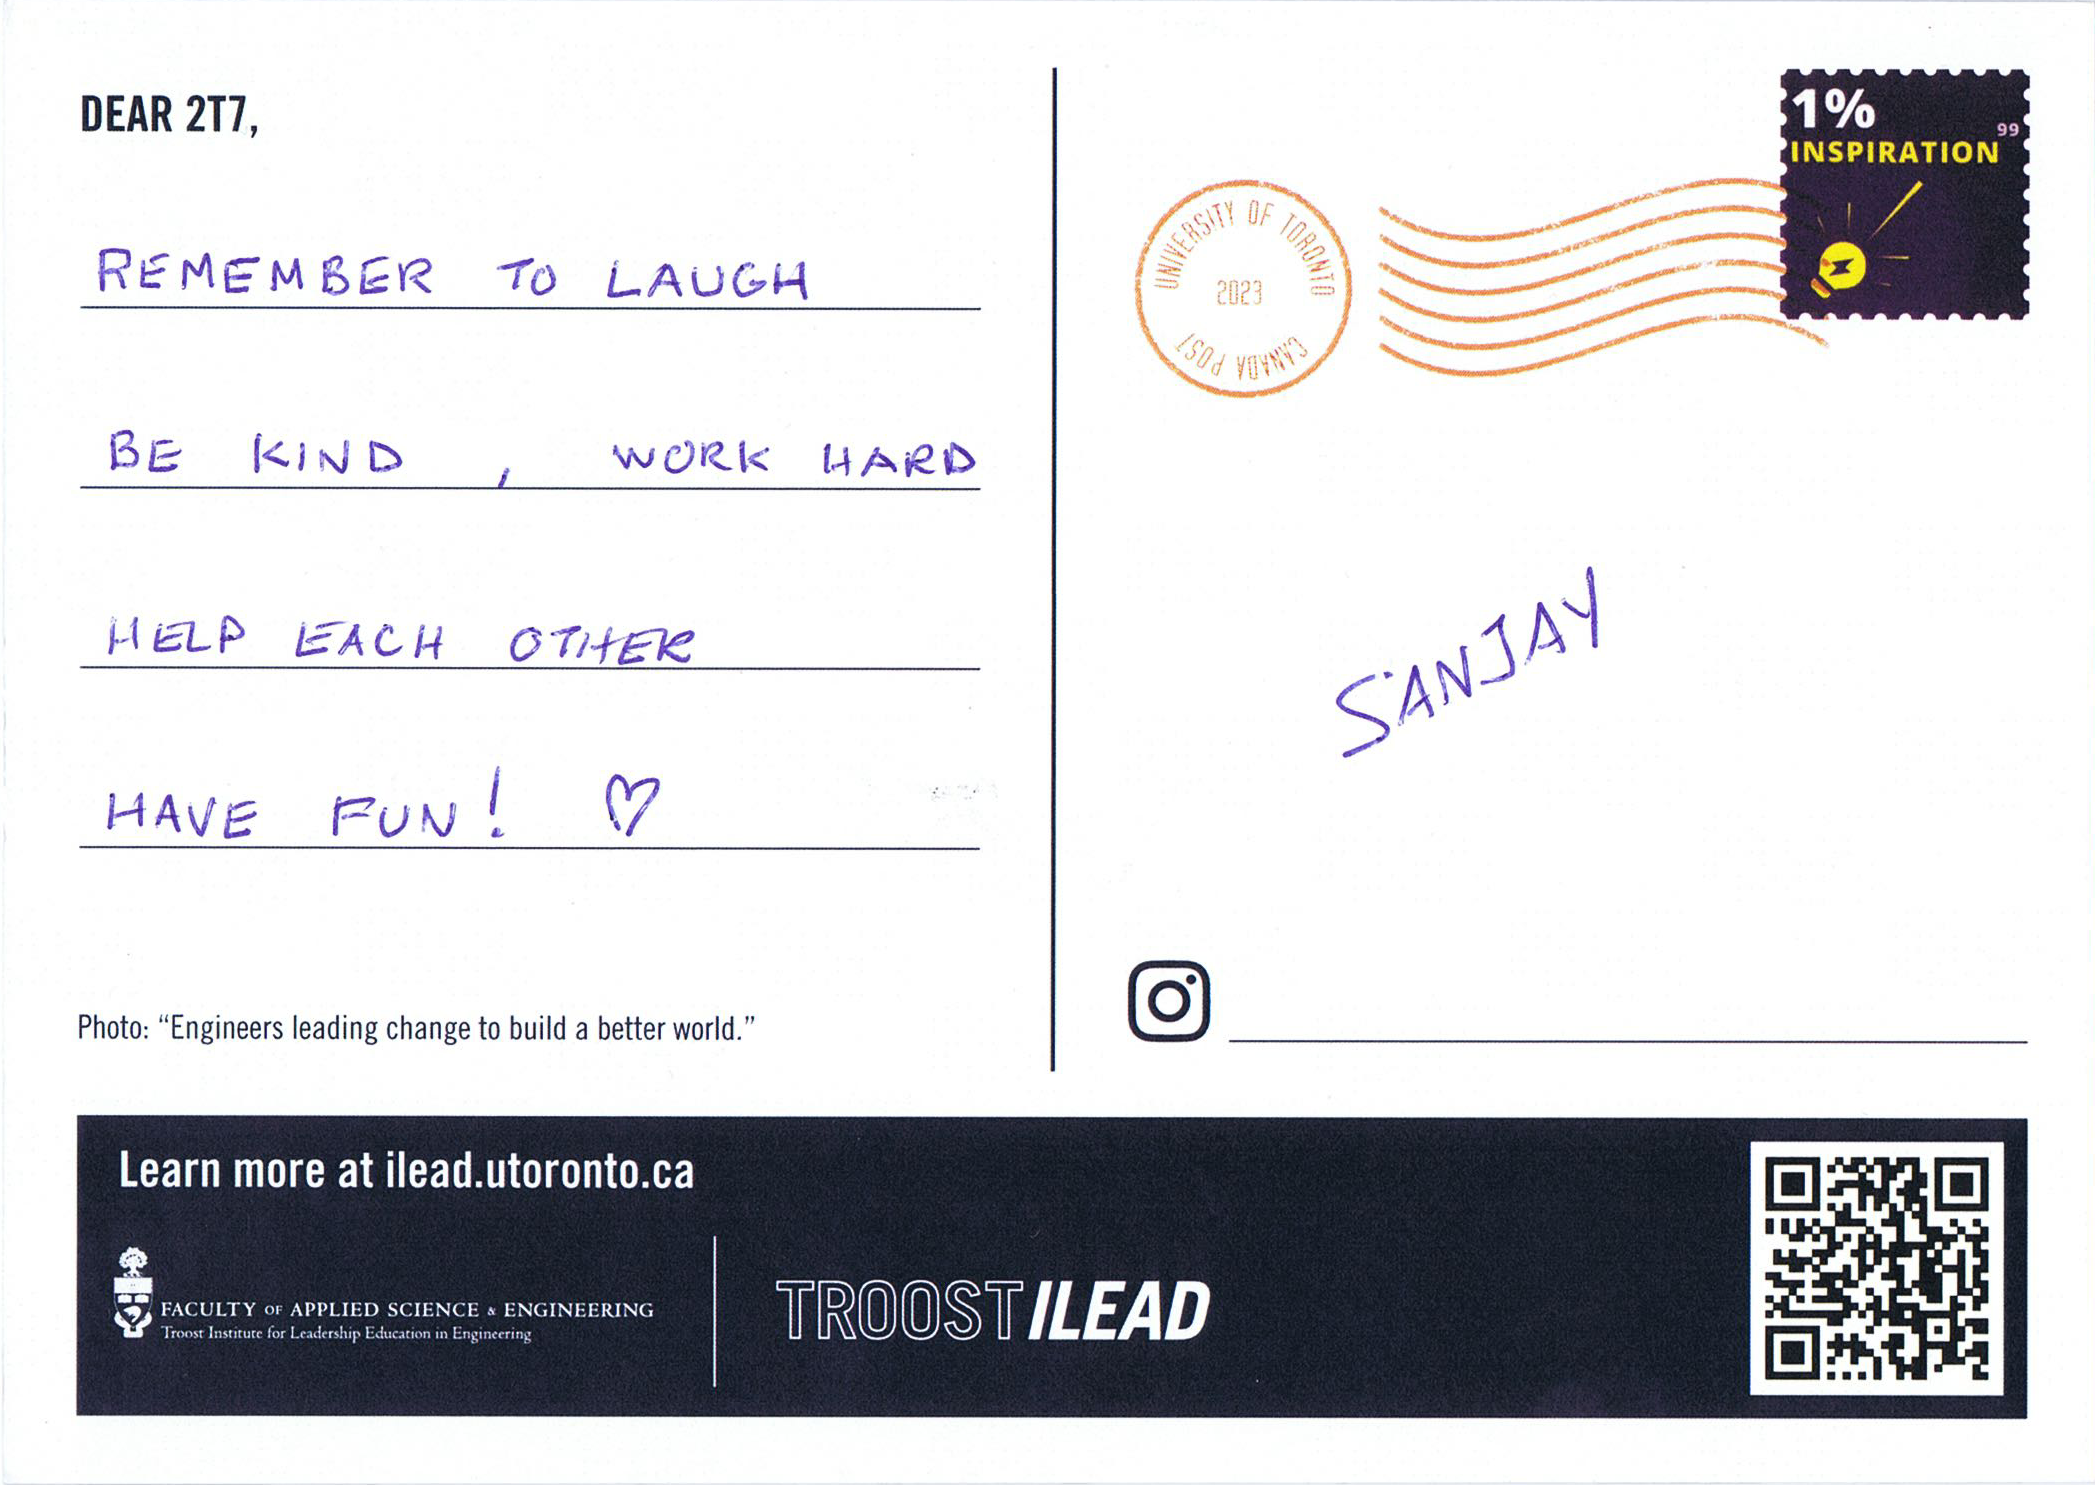 DEAR 2T7,
REMEMBER TO LAUGH
BE KIND , WORK HARD
HELP EACH OTHER
HAVE FUN! ♡
Photo: “Engineers leading change to build a better world.”
1%
99
INSPIRATION
UNIVERSITY OF TORONTO
2023
CANADA POST
SANJAY
Learn more at ilead.utoronto.ca
FACULTY OF APPLIED SCIENCE & ENGINEERING
Troost Institute for Leadership Education in Engineering
TROOST ILEAD